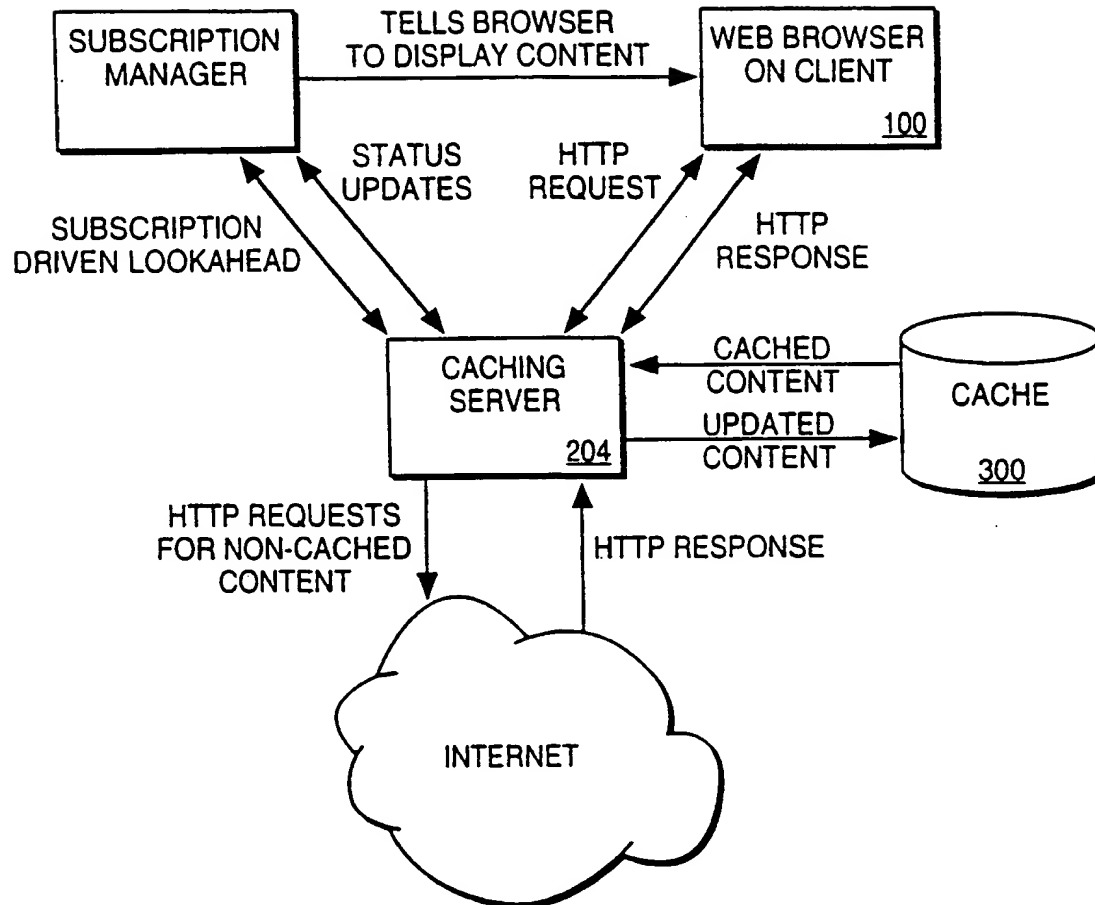 SUBSCRIPTION
MANAGER
TELLS BROWSER
TO DISPLAY CONTENT
WEB BROWSER
ON CLIENT
100
STATUS
UPDATES
HTTP
REQUEST
SUBSCRIPTION
DRIVEN LOOKAHEAD
HTTP
RESPONSE
CACHING
SERVER
204
CACHED
CONTENT
UPDATED
CONTENT
CACHE
300
HTTP REQUESTS
FOR NON-CACHED
CONTENT
HTTP RESPONSE
INTERNET